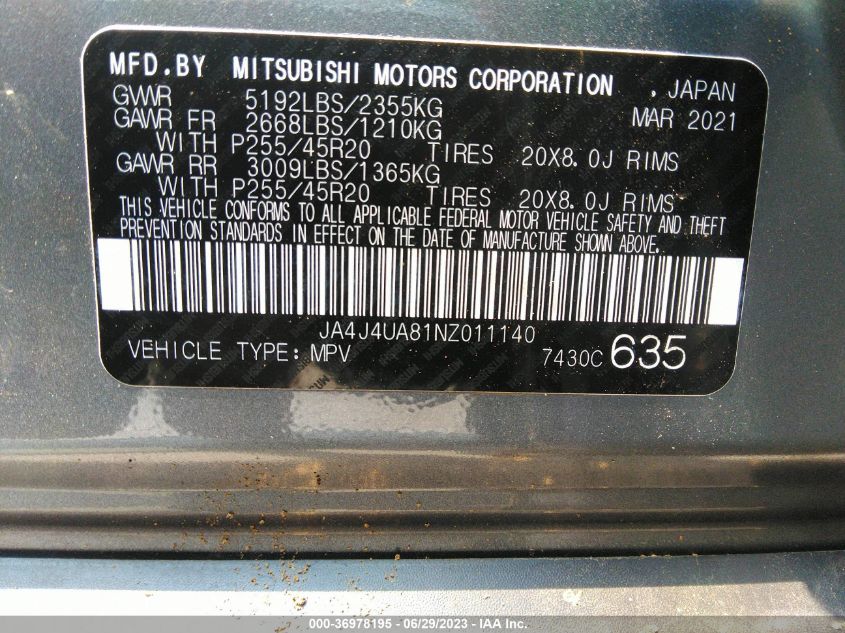 MFD.BY MITSUBISHI MOTORS CORPORATION , JAPAN
GVWR 5192LBS/2355KG MAR 2021
GAWR FR 2668LBS/1210KG
WITH P255/45R20 TIRES 20X8.0J RIMS
GAWR RR 3009LBS/1365KG
WITH P255/45R20 TIRES 20X8.0J RIMS
THIS VEHICLE CONFORMS TO ALL APPLICABLE FEDERAL MOTOR VEHICLE SAFETY AND THEFT
PREVENTION STANDARDS IN EFFECT ON THE DATE OF MANUFACTURE SHOWN ABOVE.
JA4J4UA81NZ011140
VEHICLE TYPE: MPV 7430C 635
000-36978195 - 06/29/2023 - IAAI.COM